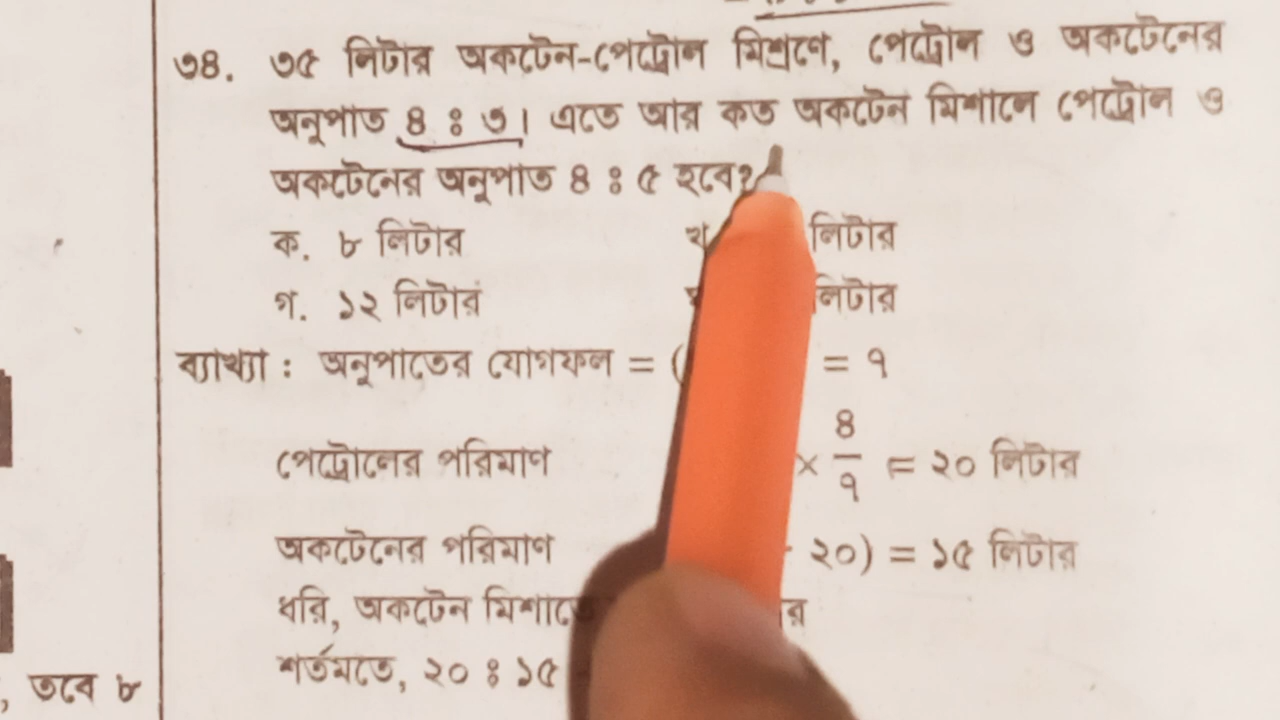 ৩৪. ৩৫ লিটার অকটেন-পেট্রোল মিশ্রণে, পেট্রোল ও অকটেনের
অনুপাত ৪ : ৩। এতে আর কত অকটেন মিশালে পেট্রোল ও
অকটেনের অনুপাত ৪ : ৫ হবে?
ক. ৮ লিটার খ লিটার
গ. ১২ লিটার লিটার
ব্যাখ্যা : অনুপাতের যোগফল = ( = ৭
পেট্রোলের পরিমাণ × ৪/৭ = ২০ লিটার
অকটেনের পরিমাণ ২০) = ১৫ লিটার
ধরি, অকটেন
শর্তমতে, ২০ : ১৫
, তবে ৮